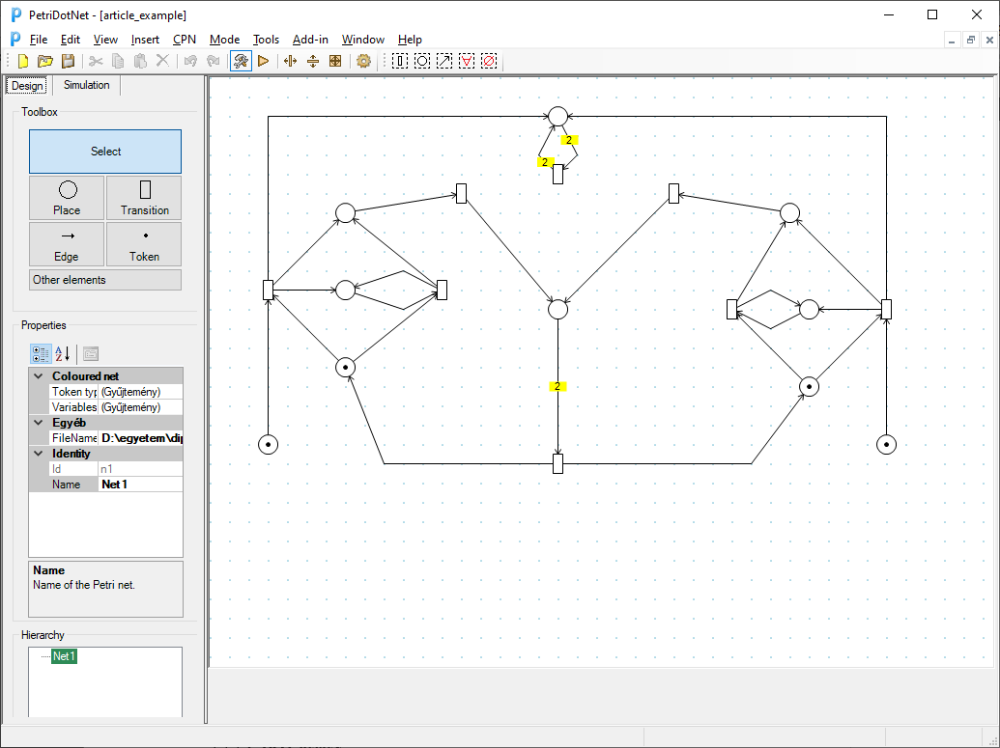 PetriDotNet - [article_example]
File Edit View Insert CPN Mode Tools Add-in Window Help
Design Simulation
Toolbox
Select
Place Transition
Edge Token
Other elements
Properties
Coloured net
Token typ (Gyűjtemény)
Variables (Gyűjtemény)
Egyéb
FileName D:\egyetem\dip
Identity
Id n1
Name Net 1
Name
Name of the Petri net.
Hierarchy
Net1
2
2
2